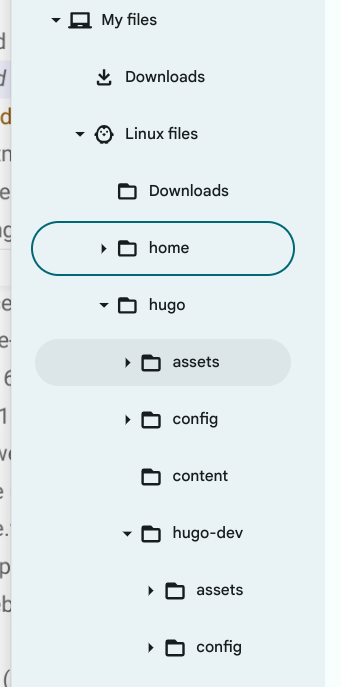 My files
Downloads
Linux files
Downloads
home
hugo
assets
config
content
hugo-dev
assets
config